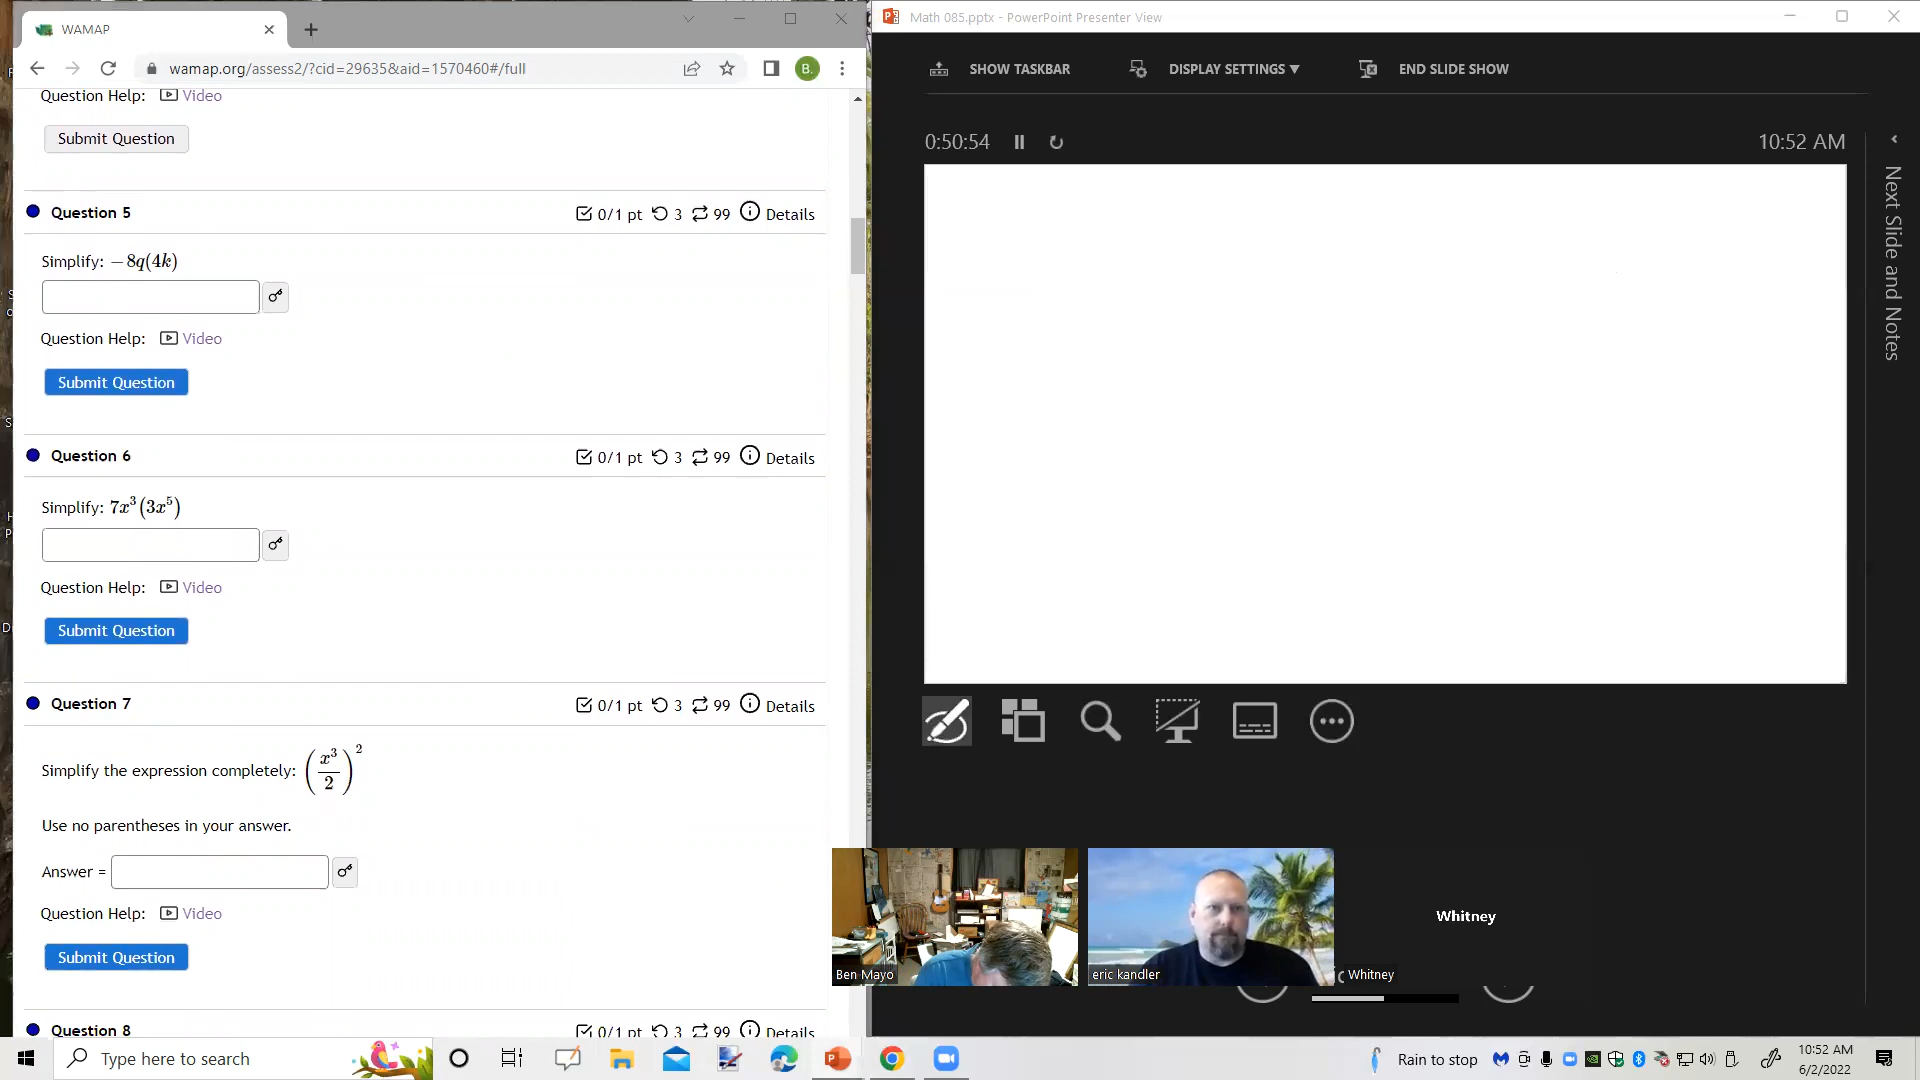 WAMAP
Math 085.pptx - PowerPoint Presenter View
wamap.org/assess2/?cid=29635&aid=1570460#/full
B.
SHOW TASKBAR
DISPLAY SETTINGS ▼
END SLIDE SHOW
Question Help: Video
Submit Question
0:50:54
10:52 AM
Next Slide and Notes
Question 5
0/1 pt 3 99 Details
Simplify: −8q(4k)
Question Help: Video
Submit Question
Question 6
0/1 pt 3 99 Details
Simplify: 7x³(3x⁵)
Question Help: Video
Submit Question
Question 7
0/1 pt 3 99 Details
Simplify the expression completely: (x³/2)²
Use no parentheses in your answer.
Answer =
Question Help: Video
Submit Question
Question 8
0/1 pt 3 99 Details
Ben Mayo
eric kandler
Whitney
Whitney
Type here to search
Rain to stop
10:52 AM
6/2/2022